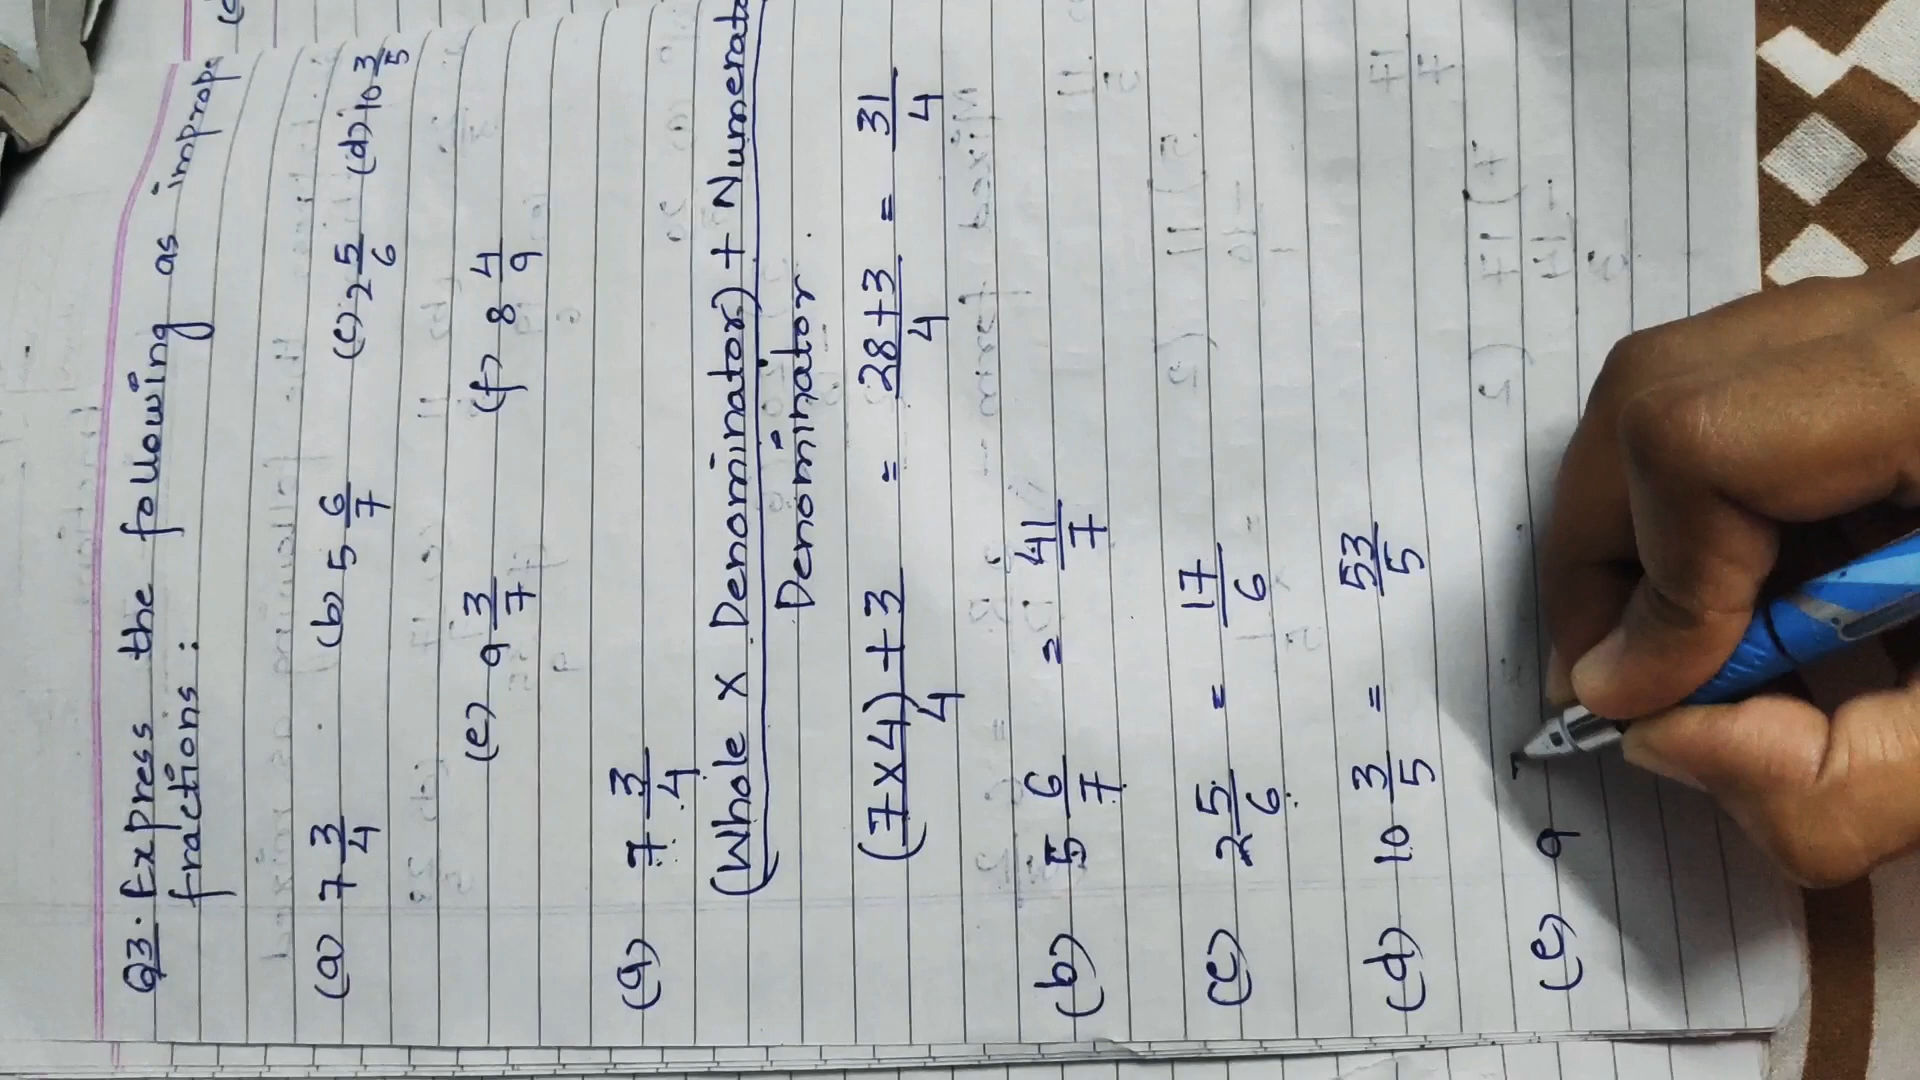 Q3. Express the following as imprope
fractions :
(a) 7 3/4 (b) 5 6/7 (c) 2 5/6 (d) 10 3/5
(e) 9 3/7 (f) 8 4/9
(a) 7 3/4
(Whole x Denominator) + Numerato
Denominator
(7x4)+3/4 = 28+3/4 = 31/4
(b) 5 6/7 = 41/7
(c) 2 5/6 = 17/6
(d) 10 3/5 = 53/5
(e) 9